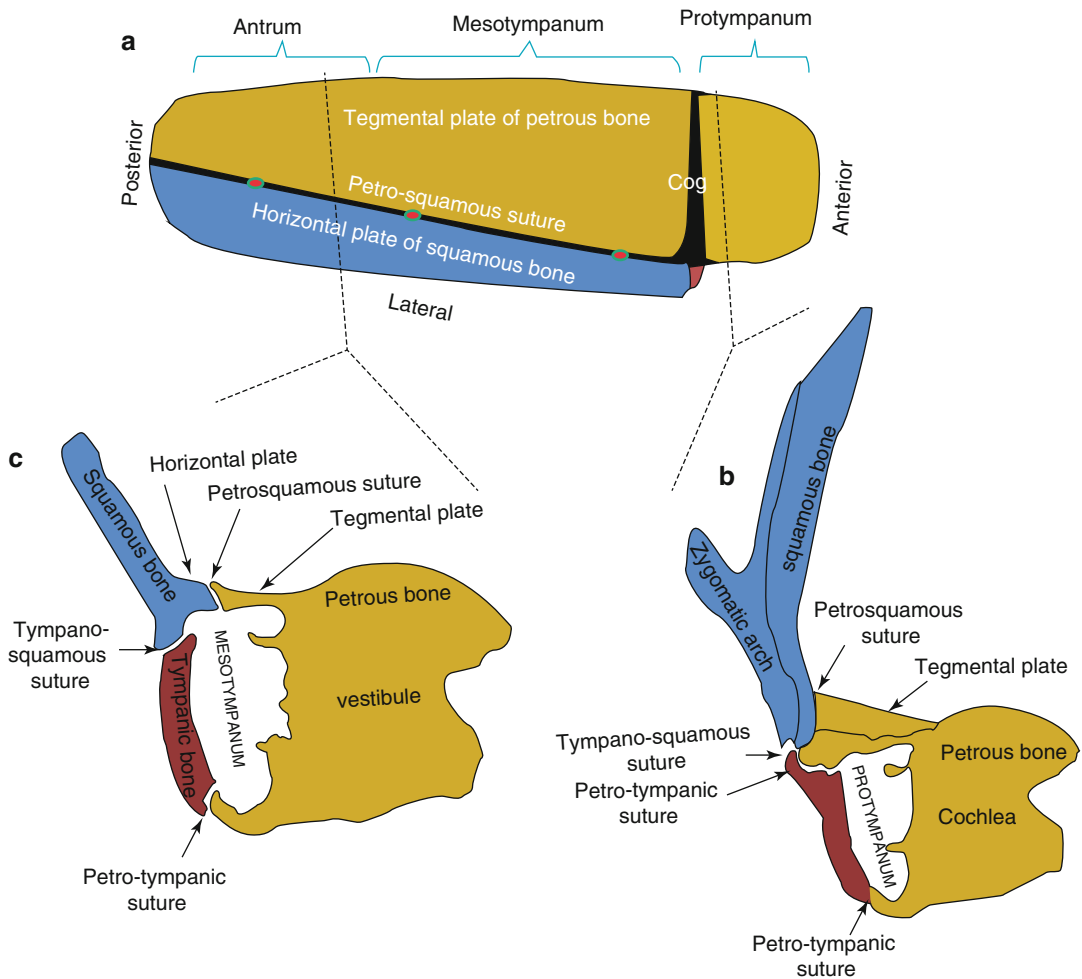 a
Antrum
Mesotympanum
Protympanum
Posterior
Tegmental plate of petrous bone
Cog
Petro-squamous suture
Horizontal plate of squamous bone
Anterior
Lateral
c
Horizontal plate
Petrosquamous suture
Tegmental plate
Squamous bone
Petrous bone
Tympano-
squamous
suture
MESOTYMPANUM
Tympanic bone
vestibule
Petro-tympanic
suture
b
squamous bone
Zygomatic arch
Petrosquamous
suture
Tegmental plate
Tympano-squamous
suture
Petro-tympanic
suture
Petrous bone
PROTYMPANUM
Cochlea
Petro-tympanic
suture